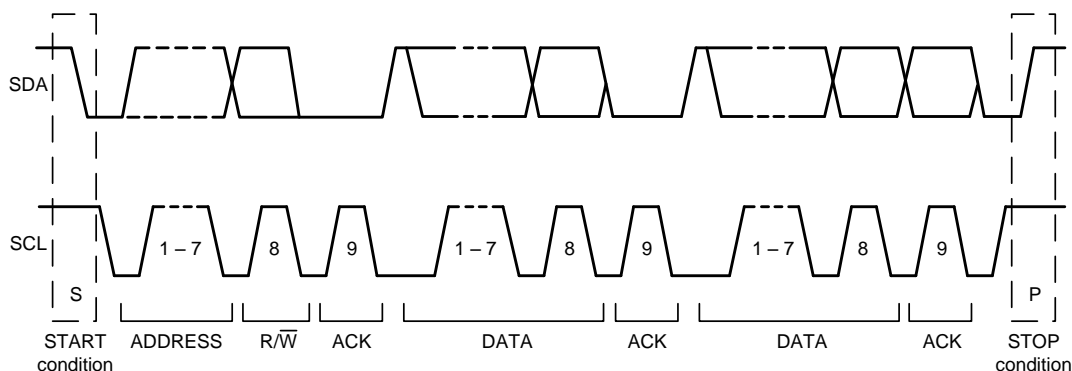 SDA
SCL
1 – 7 8 9 1 – 7 8 9 1 – 7 8 9
S P
START condition ADDRESS R/W̅ ACK DATA ACK DATA ACK STOP condition